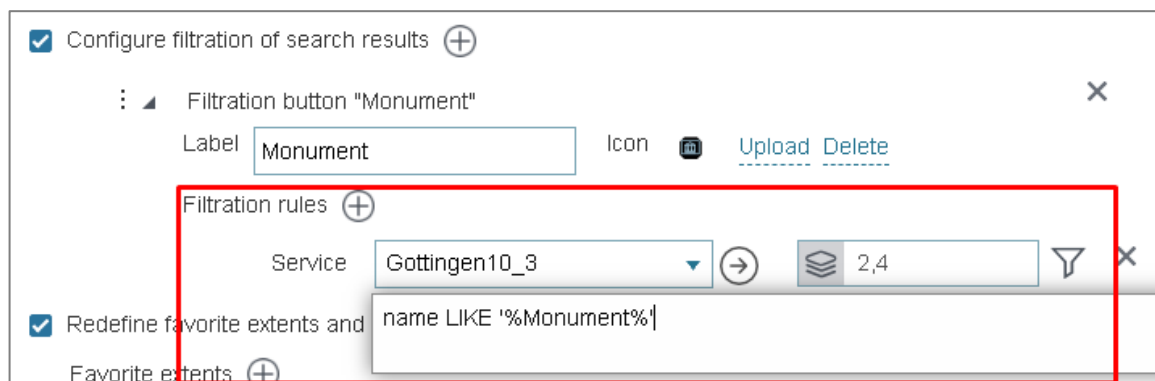 Configure filtration of search results
Filtration button "Monument"
Label Monument Icon Upload Delete
Filtration rules
Service Gottingen10_3 2,4
Redefine favorite extents and name LIKE '%Monument%'
Favorite extents